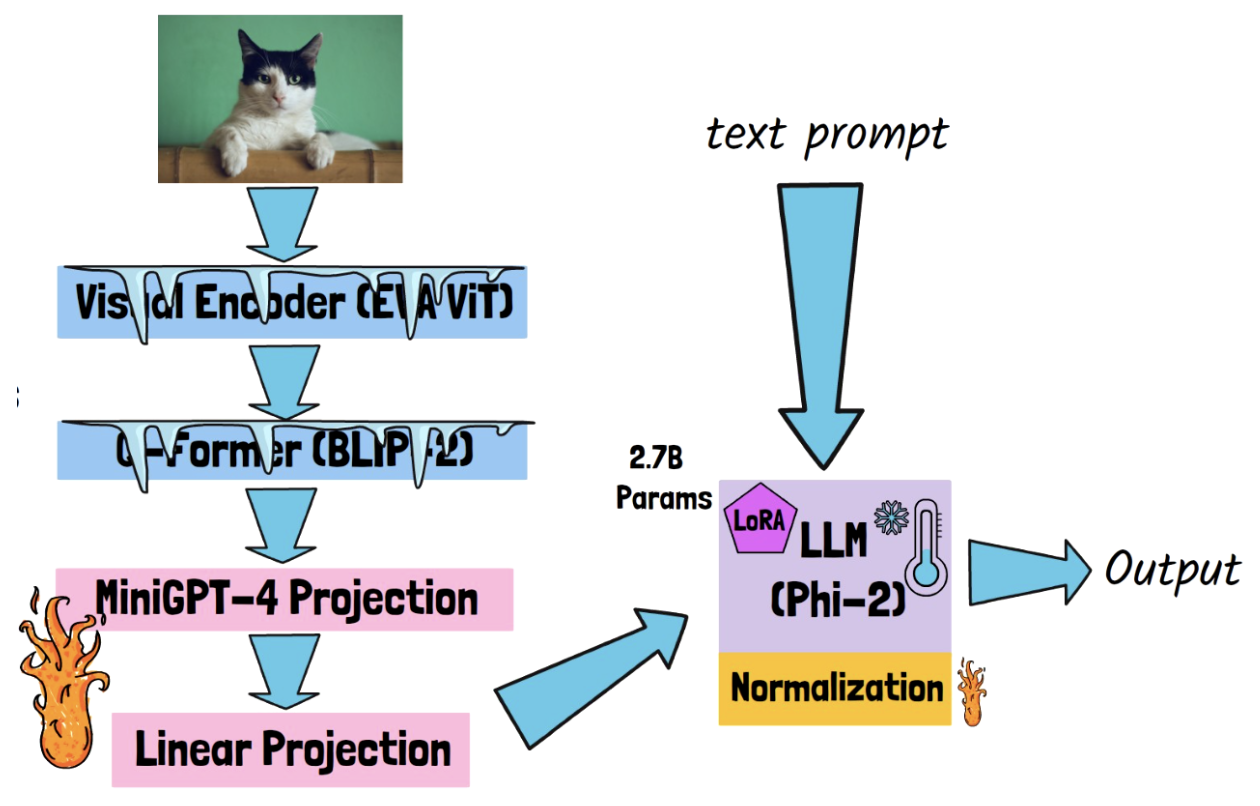 text prompt
Visual Encoder (EVA ViT)
Q-Former (BLIP-2)
2.7B
Params
LoRA
LLM
(Phi-2)
Output
MiniGPT-4 Projection
Normalization
Linear Projection